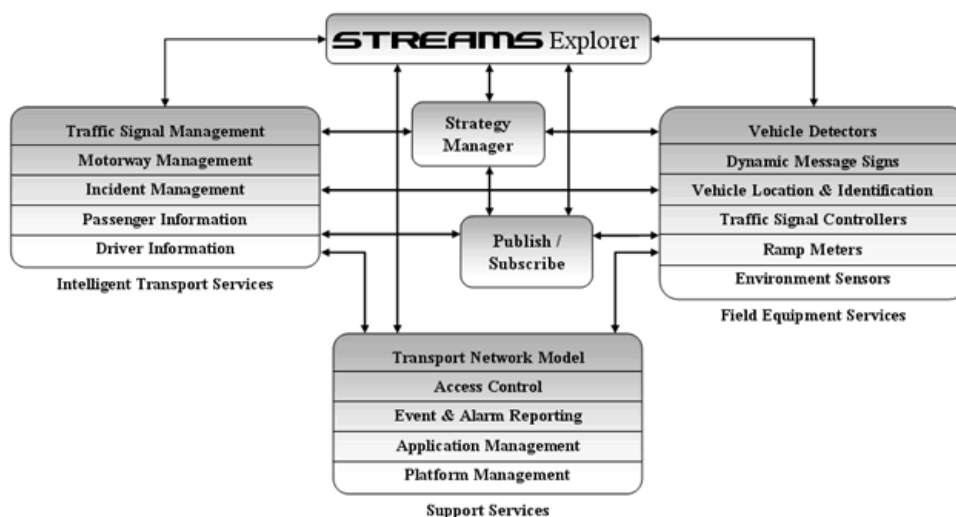 STREAMS Explorer
Traffic Signal Management
Motorway Management
Incident Management
Passenger Information
Driver Information
Intelligent Transport Services
Strategy
Manager
Publish /
Subscribe
Vehicle Detectors
Dynamic Message Signs
Vehicle Location & Identification
Traffic Signal Controllers
Ramp Meters
Environment Sensors
Field Equipment Services
Transport Network Model
Access Control
Event & Alarm Reporting
Application Management
Platform Management
Support Services